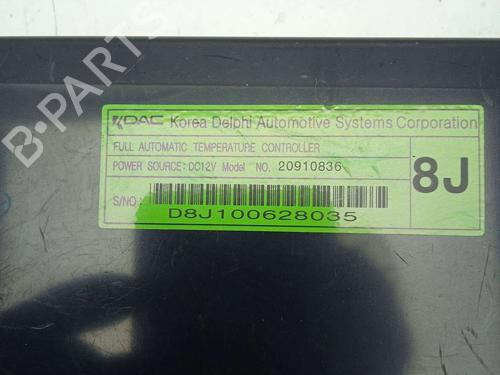 B-PARTS
KDAC Korea Delphi Automotive Systems Corporation
FULL AUTOMATIC TEMPERATURE CONTROLLER
POWER SOURCE: DC12V Model NO. 20910836
8J
S/NO :
D8J100628035